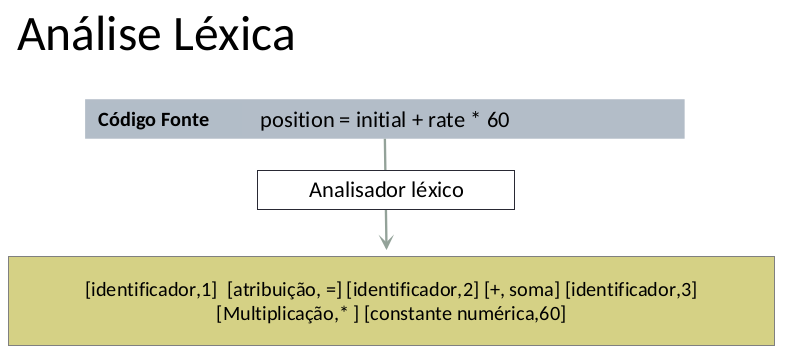 Análise Léxica
Código Fonte position = initial + rate * 60
Analisador léxico
[identificador,1] [atribuição, =] [identificador,2] [+, soma] [identificador,3]
[Multiplicação,* ] [constante numérica,60]